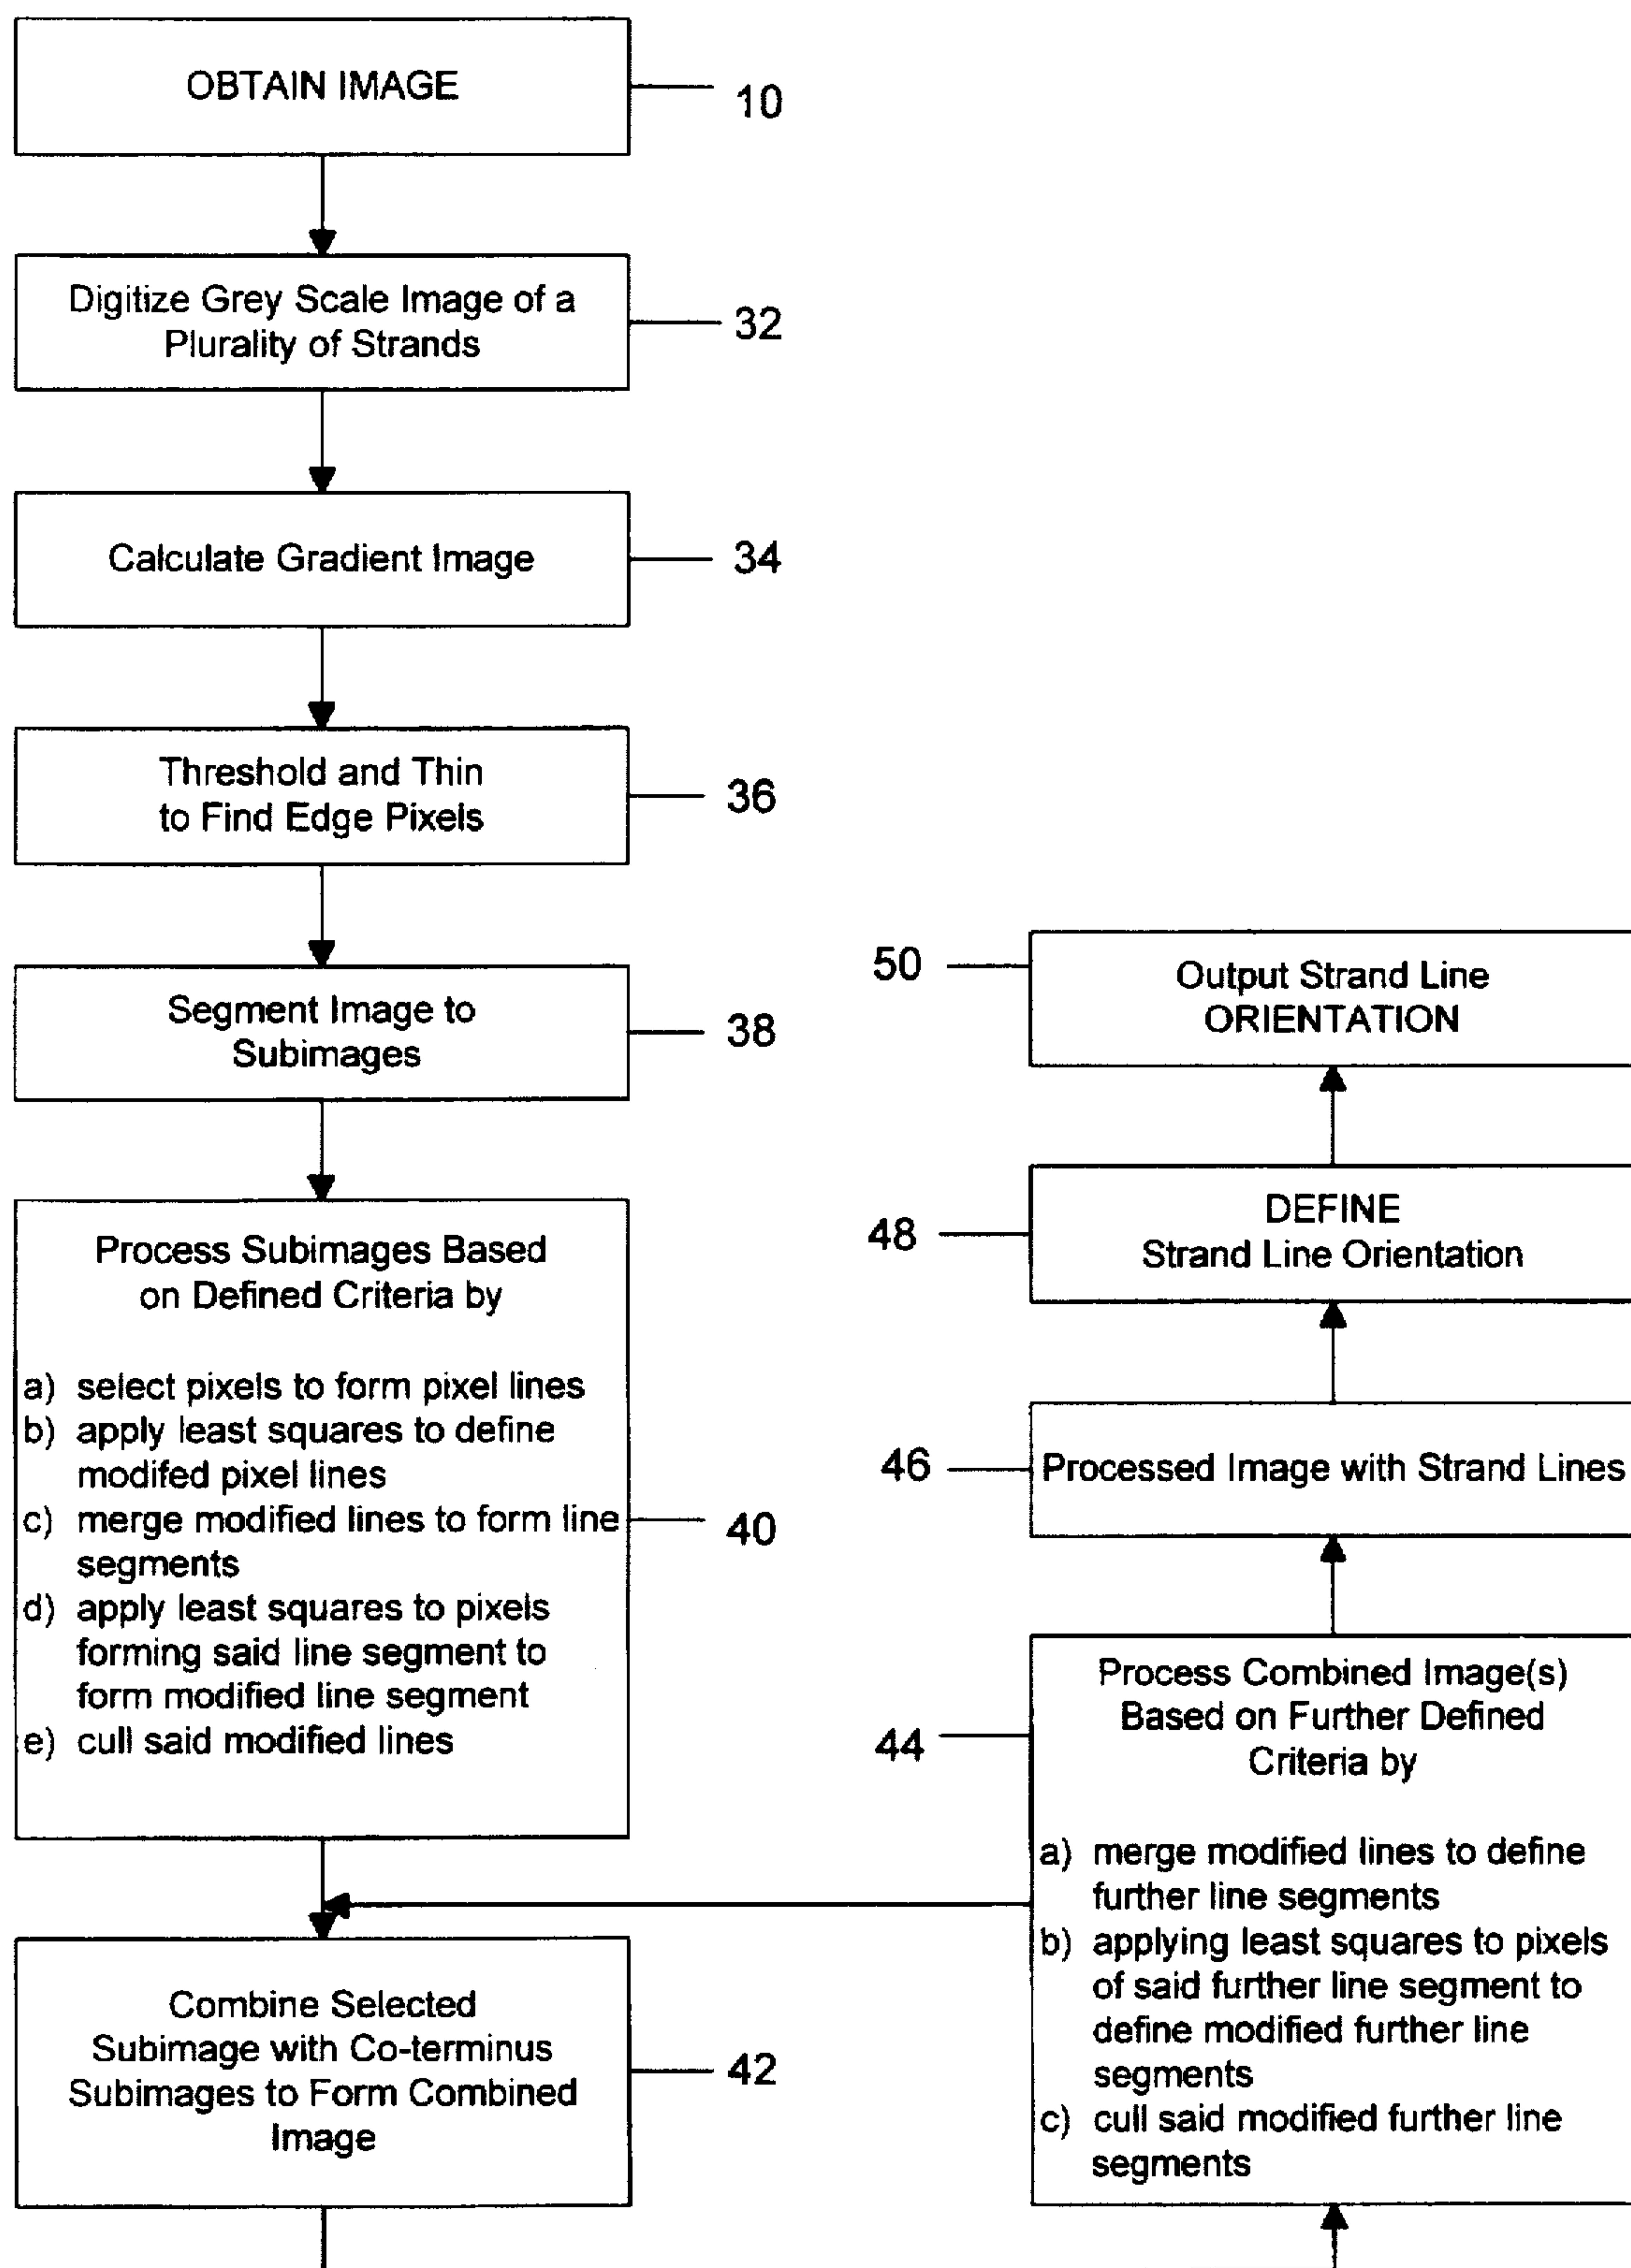 OBTAIN IMAGE
10
Digitize Grey Scale Image of a
Plurality of Strands
32
Calculate Gradient Image
34
Threshold and Thin
to Find Edge Pixels
36
Segment Image to
Subimages
38
Process Subimages Based
on Defined Criteria by
a) select pixels to form pixel lines
b) apply least squares to define
modifed pixel lines
c) merge modified lines to form line
segments
d) apply least squares to pixels
forming said line segment to
form modified line segment
e) cull said modified lines
40
Combine Selected
Subimage with Co-terminus
Subimages to Form Combined
Image
42
50
Output Strand Line
ORIENTATION
48
DEFINE
Strand Line Orientation
46
Processed Image with Strand Lines
44
Process Combined Image(s)
Based on Further Defined
Criteria by
a) merge modified lines to define
further line segments
b) applying least squares to pixels
of said further line segment to
define modified further line
segments
c) cull said modified further line
segments